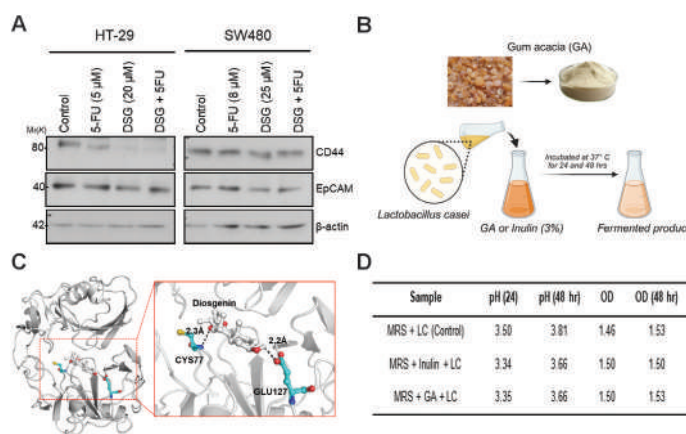 A
HT-29
SW480
Control
5-FU (5 µM)
DSG (20 µM)
DSG + 5FU
Control
5-FU (8 µM)
DSG (25 µM)
DSG + 5FU
Mr(K)
80
CD44
40
EpCAM
42
β-actin
B
Gum acacia (GA)
Incubated at 37° C
for 24 and 48 hrs
Lactobacillus casei
GA or Inulin (3%)
Fermented product
C
Diosgenin
2.3Å
CYS77
2.2Å
GLU127
D
Sample pH (24) pH (48 hr) OD OD (48 hr)
MRS + LC (Control) 3.50 3.81 1.46 1.53
MRS + Inulin + LC 3.34 3.66 1.50 1.50
MRS + GA + LC 3.35 3.66 1.50 1.53